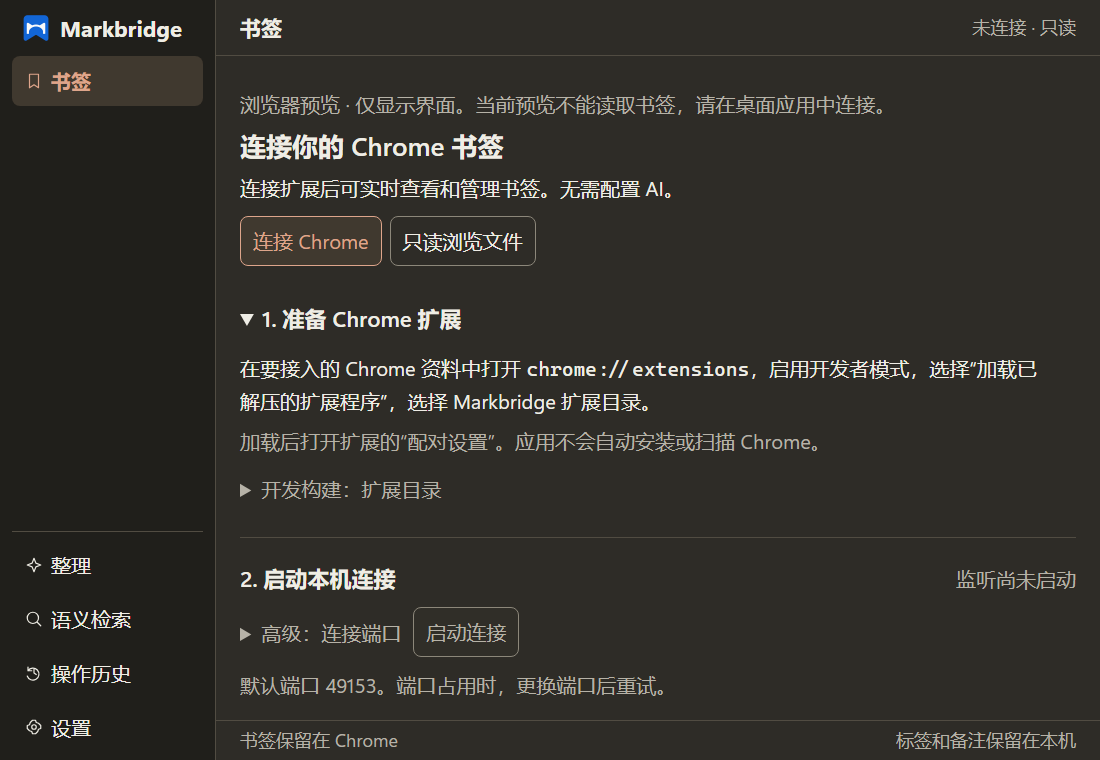 Markbridge
书签
整理
语义检索
操作历史
设置
书签
未连接 · 只读
浏览器预览 · 仅显示界面。当前预览不能读取书签，请在桌面应用中连接。
连接你的 Chrome 书签
连接扩展后可实时查看和管理书签。无需配置 AI。
连接 Chrome
只读浏览文件
1. 准备 Chrome 扩展
在要接入的 Chrome 资料中打开 chrome://extensions，启用开发者模式，选择“加载已
解压的扩展程序”，选择 Markbridge 扩展目录。
加载后打开扩展的“配对设置”。应用不会自动安装或扫描 Chrome。
开发构建：扩展目录
2. 启动本机连接
监听尚未启动
高级：连接端口
启动连接
默认端口 49153。端口占用时，更换端口后重试。
书签保留在 Chrome
标签和备注保留在本机